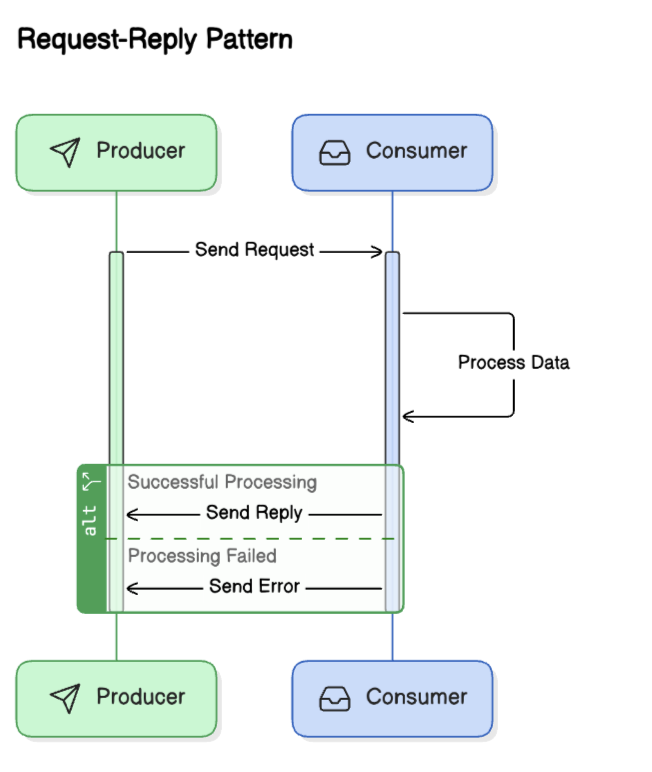 Request-Reply Pattern
Producer
Consumer
Send Request
Process Data
alt
Successful Processing
Send Reply
Processing Failed
Send Error
Producer
Consumer